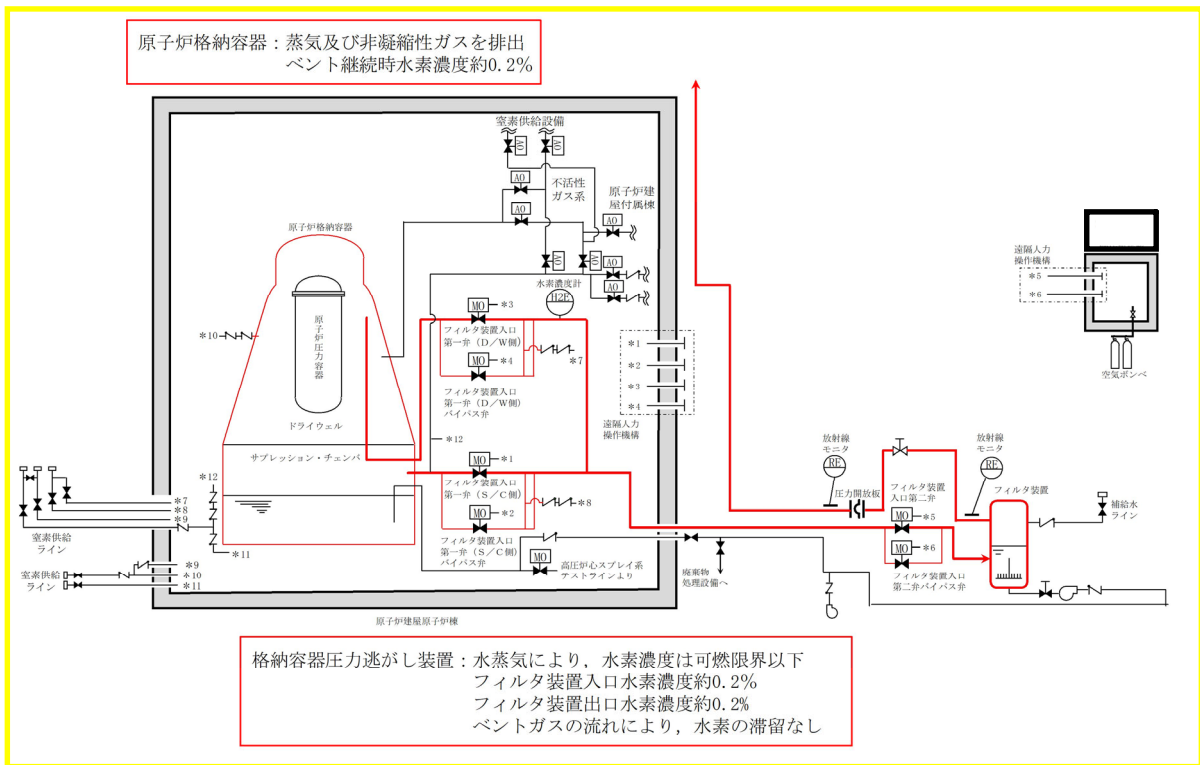 原子炉格納容器：蒸気及び非凝縮性ガスを排出
ベント継続時水素濃度約0.2%
窒素供給設備
AO
AO
AO
不活性
ガス系
原子炉建
屋付属棟
AO
AO
AO
AO
AO
AO
原子炉格納容器
水素濃度計
H2E
MO
＊3
フィルタ装置入口
第一弁（D／W側）
MO
＊4
＊7
フィルタ装置入口
第一弁（D／W側）
バイパス弁
＊10
原子炉圧力容器
ドライウェル
サプレッション・チェンバ
＊12
＊12
MO
＊1
フィルタ装置入口
第一弁（S／C側）
MO
＊2
＊8
フィルタ装置入口
第一弁（S／C側）
バイパス弁
＊1
＊2
＊3
＊4
遠隔人力
操作機構
遠隔人力
操作機構
＊5
＊6
空気ボンベ
放射線
モニタ
RE
圧力開放板
放射線
モニタ
RE
フィルタ装置
フィルタ装置
入口第二弁
MO
＊5
MO
＊6
フィルタ装置入口
第二弁バイパス弁
補給水
ライン
＊7
＊8
＊9
窒素供給
ライン
＊11
＊9
＊10
＊11
窒素供給
ライン
MO
高圧炉心スプレイ系
テストラインより
廃棄物
処理設備へ
原子炉建屋原子炉棟
格納容器圧力逃がし装置：水蒸気により，水素濃度は可燃限界以下
フィルタ装置入口水素濃度約0.2%
フィルタ装置出口水素濃度約0.2%
ベントガスの流れにより，水素の滞留なし